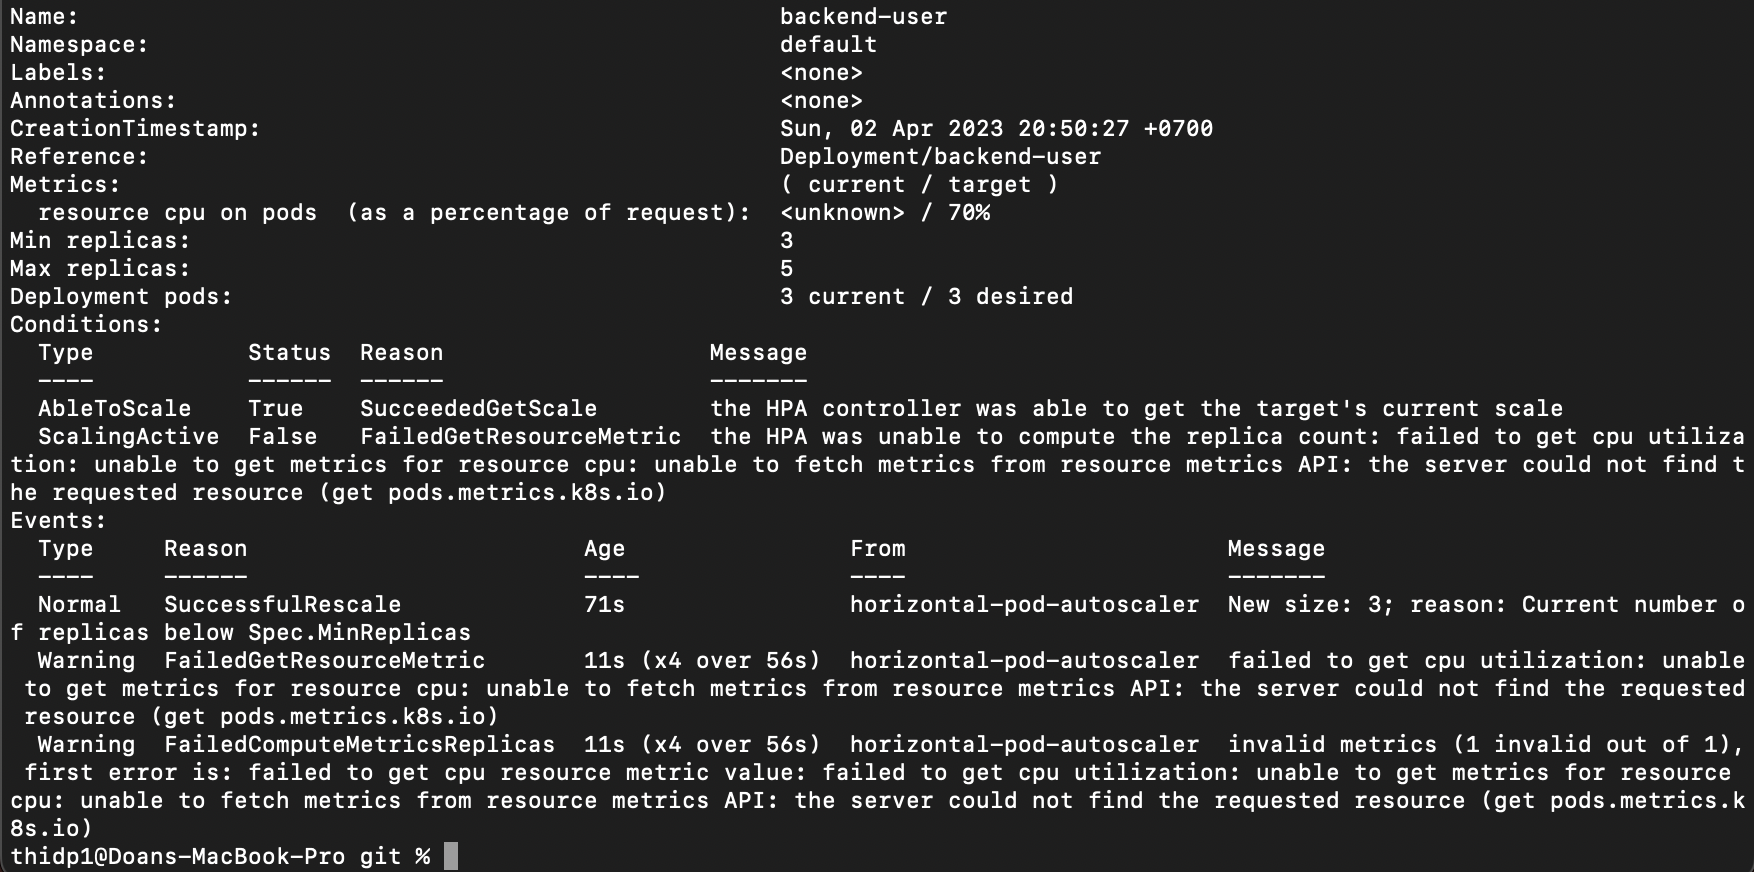 Name:                                                  backend-user
Namespace:                                             default
Labels:                                                <none>
Annotations:                                           <none>
CreationTimestamp:                                     Sun, 02 Apr 2023 20:50:27 +0700
Reference:                                             Deployment/backend-user
Metrics:                                               ( current / target )
  resource cpu on pods  (as a percentage of request):  <unknown> / 70%
Min replicas:                                          3
Max replicas:                                          5
Deployment pods:                                       3 current / 3 desired
Conditions:
  Type           Status  Reason                   Message
  ----           ------  ------                   -------
  AbleToScale    True    SucceededGetScale        the HPA controller was able to get the target's current scale
  ScalingActive  False   FailedGetResourceMetric  the HPA was unable to compute the replica count: failed to get cpu utiliza
tion: unable to get metrics for resource cpu: unable to fetch metrics from resource metrics API: the server could not find t
he requested resource (get pods.metrics.k8s.io)
Events:
  Type     Reason                        Age                From                       Message
  ----     ------                        ----               ----                       -------
  Normal   SuccessfulRescale             71s                horizontal-pod-autoscaler  New size: 3; reason: Current number o
f replicas below Spec.MinReplicas
  Warning  FailedGetResourceMetric       11s (x4 over 56s)  horizontal-pod-autoscaler  failed to get cpu utilization: unable
 to get metrics for resource cpu: unable to fetch metrics from resource metrics API: the server could not find the requested
 resource (get pods.metrics.k8s.io)
  Warning  FailedComputeMetricsReplicas  11s (x4 over 56s)  horizontal-pod-autoscaler  invalid metrics (1 invalid out of 1),
 first error is: failed to get cpu resource metric value: failed to get cpu utilization: unable to get metrics for resource
cpu: unable to fetch metrics from resource metrics API: the server could not find the requested resource (get pods.metrics.k
8s.io)
thidp1@Doans-MacBook-Pro git %